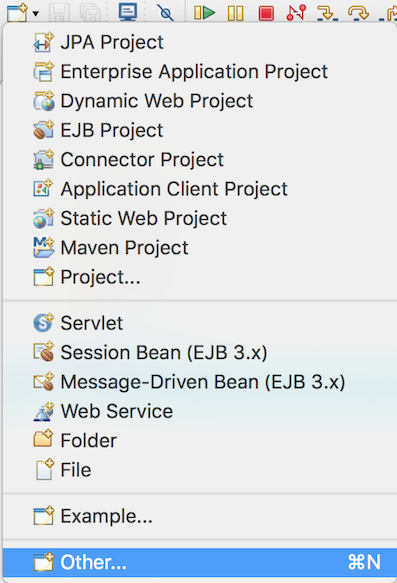 JPA Project
Enterprise Application Project
Dynamic Web Project
EJB Project
Connector Project
Application Client Project
Static Web Project
Maven Project
Project...
Servlet
Session Bean (EJB 3.x)
Message-Driven Bean (EJB 3.x)
Web Service
Folder
File
Example...
Other... ⌘N